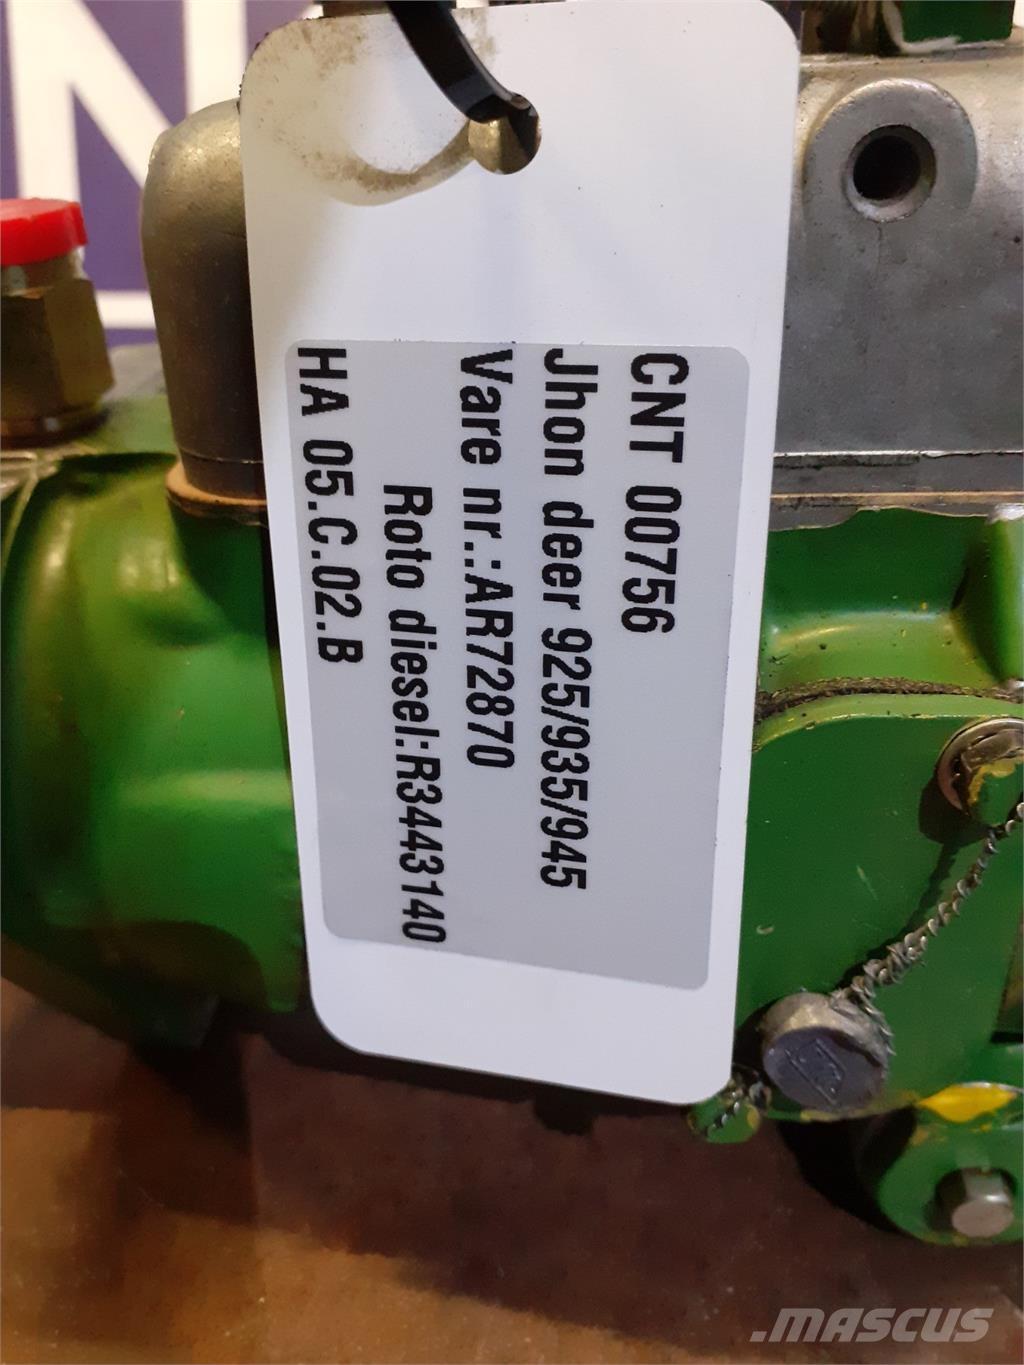 CNT 00756
Jhon deer 925/935/945
Vare nr.:AR72870
Roto diesel:R3443140
HA 05.C.02.B
MASCUS